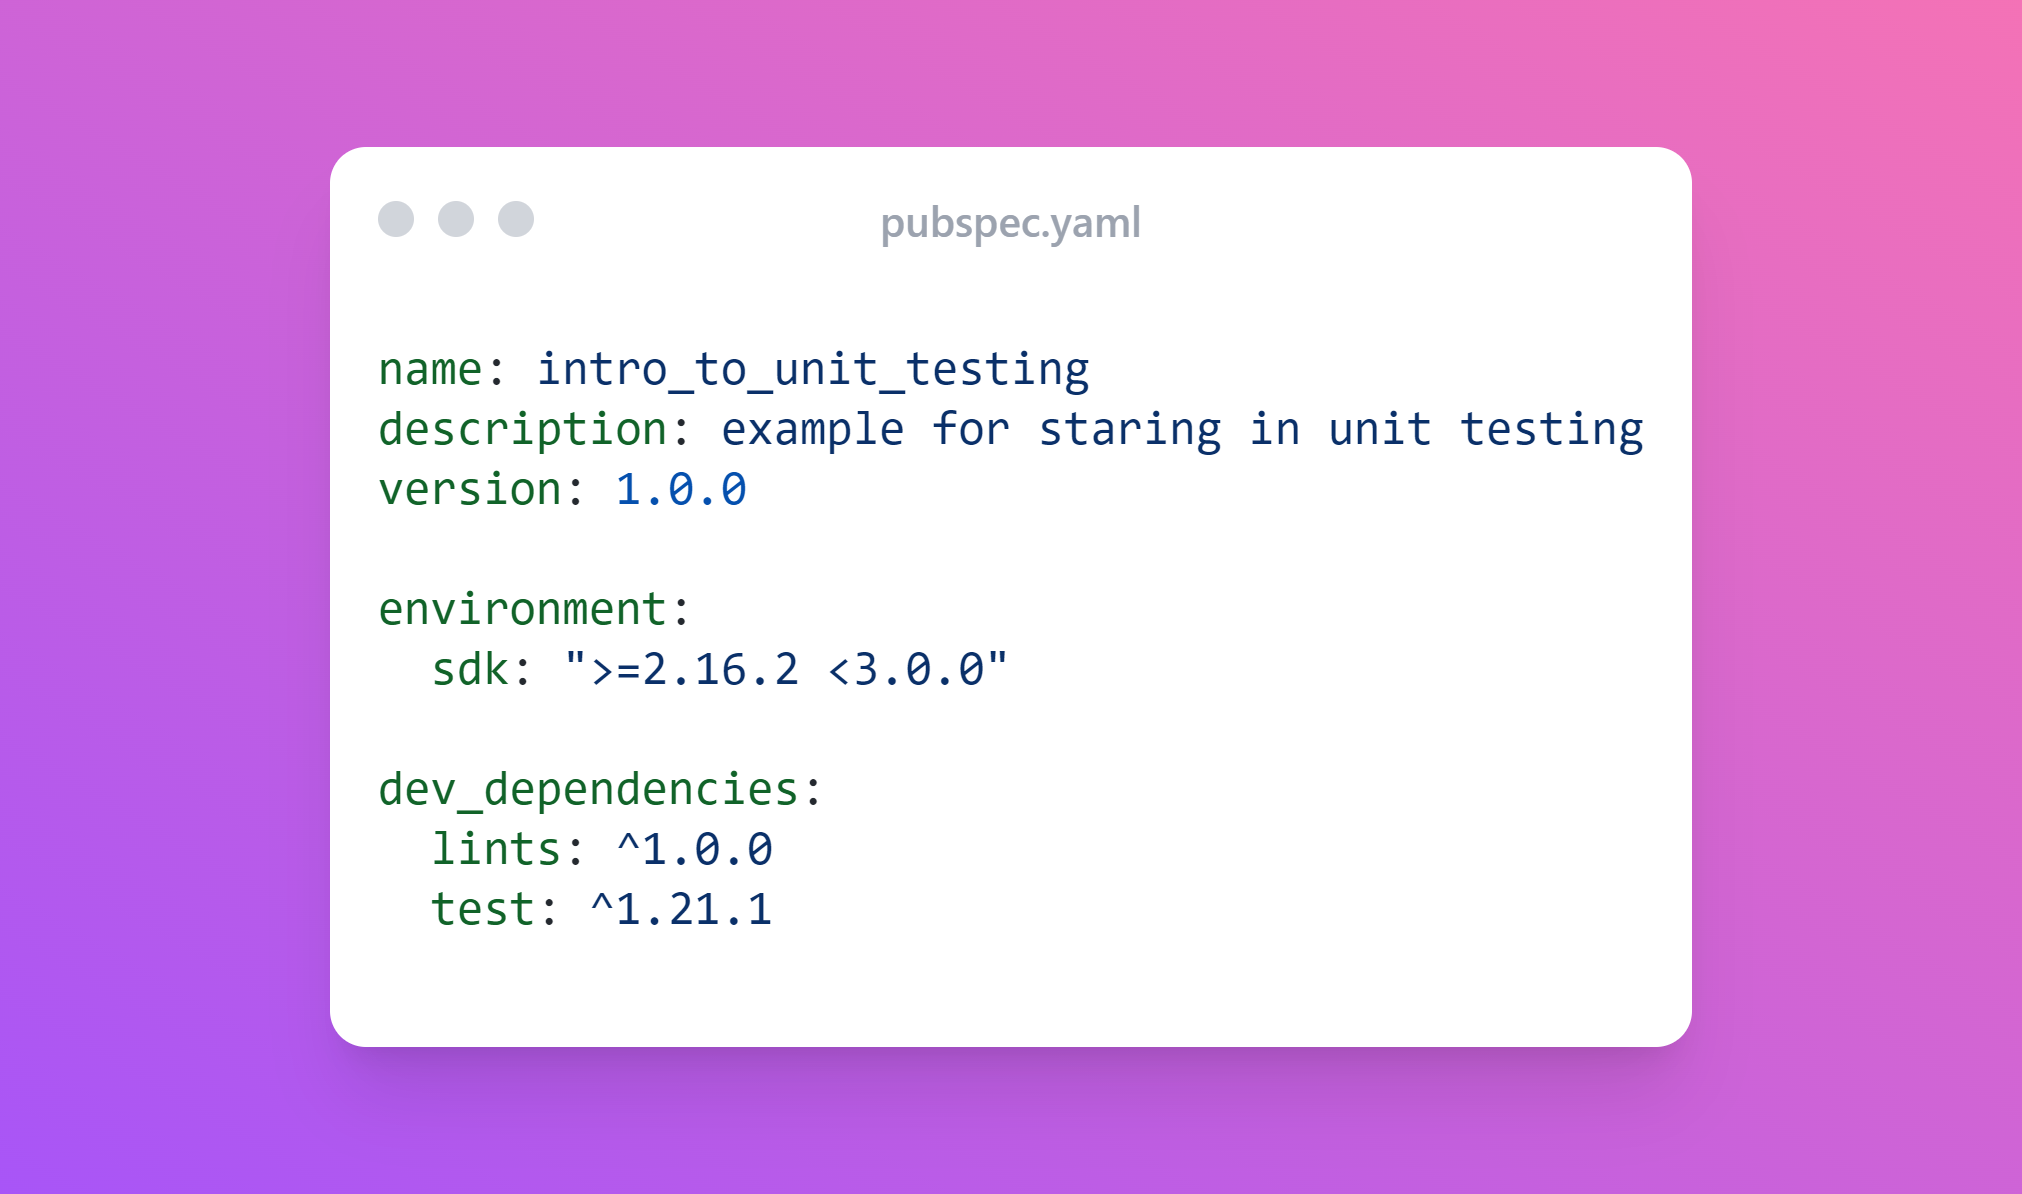 pubspec.yaml
name: intro_to_unit_testing
description: example for staring in unit testing
version: 1.0.0
environment:
  sdk: ">=2.16.2 <3.0.0"
dev_dependencies:
  lints: ^1.0.0
  test: ^1.21.1